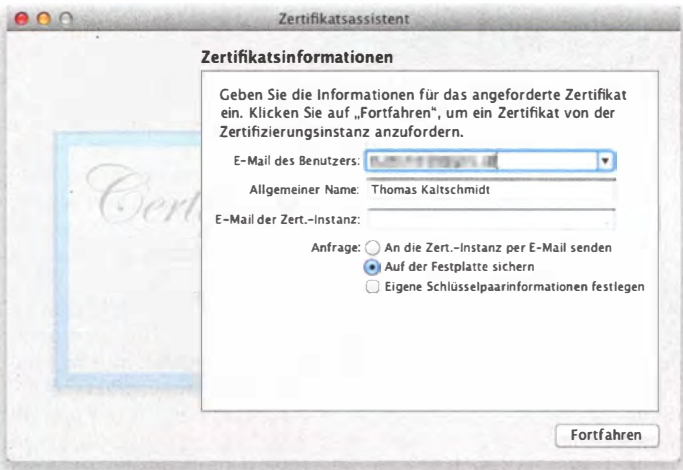 Zertifikatsassistent
Zertifikatsinformationen
Geben Sie die Informationen für das angeforderte Zertifikat
ein. Klicken Sie auf „Fortfahren“, um ein Zertifikat von der
Zertifizierungsinstanz anzufordern.
E-Mail des Benutzers:
Allgemeiner Name: Thomas Kaltschmidt
E-Mail der Zert.-Instanz:
Anfrage: An die Zert.-Instanz per E-Mail senden
Auf der Festplatte sichern
Eigene Schlüsselpaarinformationen festlegen
Fortfahren